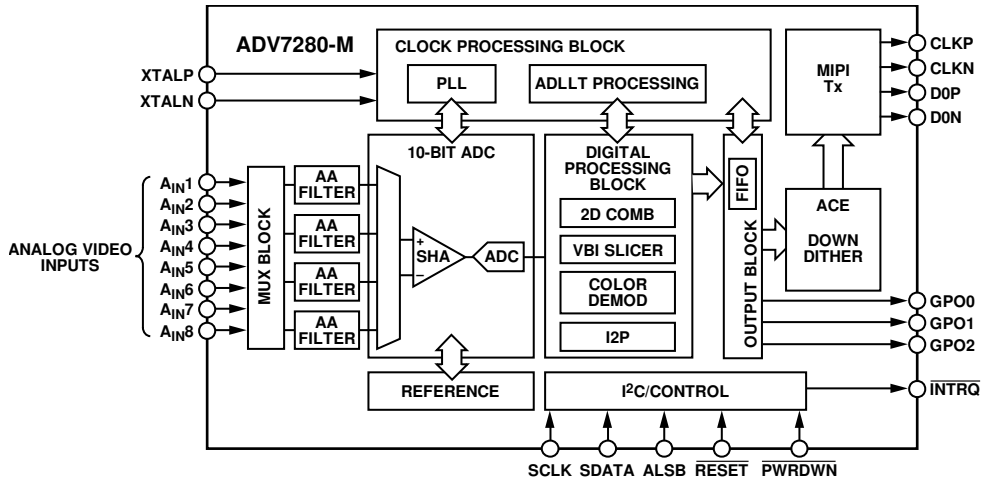 ADV7280-M
CLOCK PROCESSING BLOCK
PLL
ADLLT PROCESSING
XTALP
XTALN
MIPI
Tx
CLKP
CLKN
D0P
D0N
10-BIT ADC
DIGITAL
PROCESSING
BLOCK
2D COMB
VBI SLICER
COLOR
DEMOD
I2P
FIFO
OUTPUT BLOCK
ACE
DOWN
DITHER
ANALOG VIDEO
INPUTS
AIN1
AIN2
AIN3
AIN4
AIN5
AIN6
AIN7
AIN8
MUX BLOCK
AA
FILTER
AA
FILTER
AA
FILTER
AA
FILTER
+
SHA
–
ADC
GPO0
GPO1
GPO2
REFERENCE
I2C/CONTROL
INTRQ
SCLK SDATA ALSB RESET PWRDWN